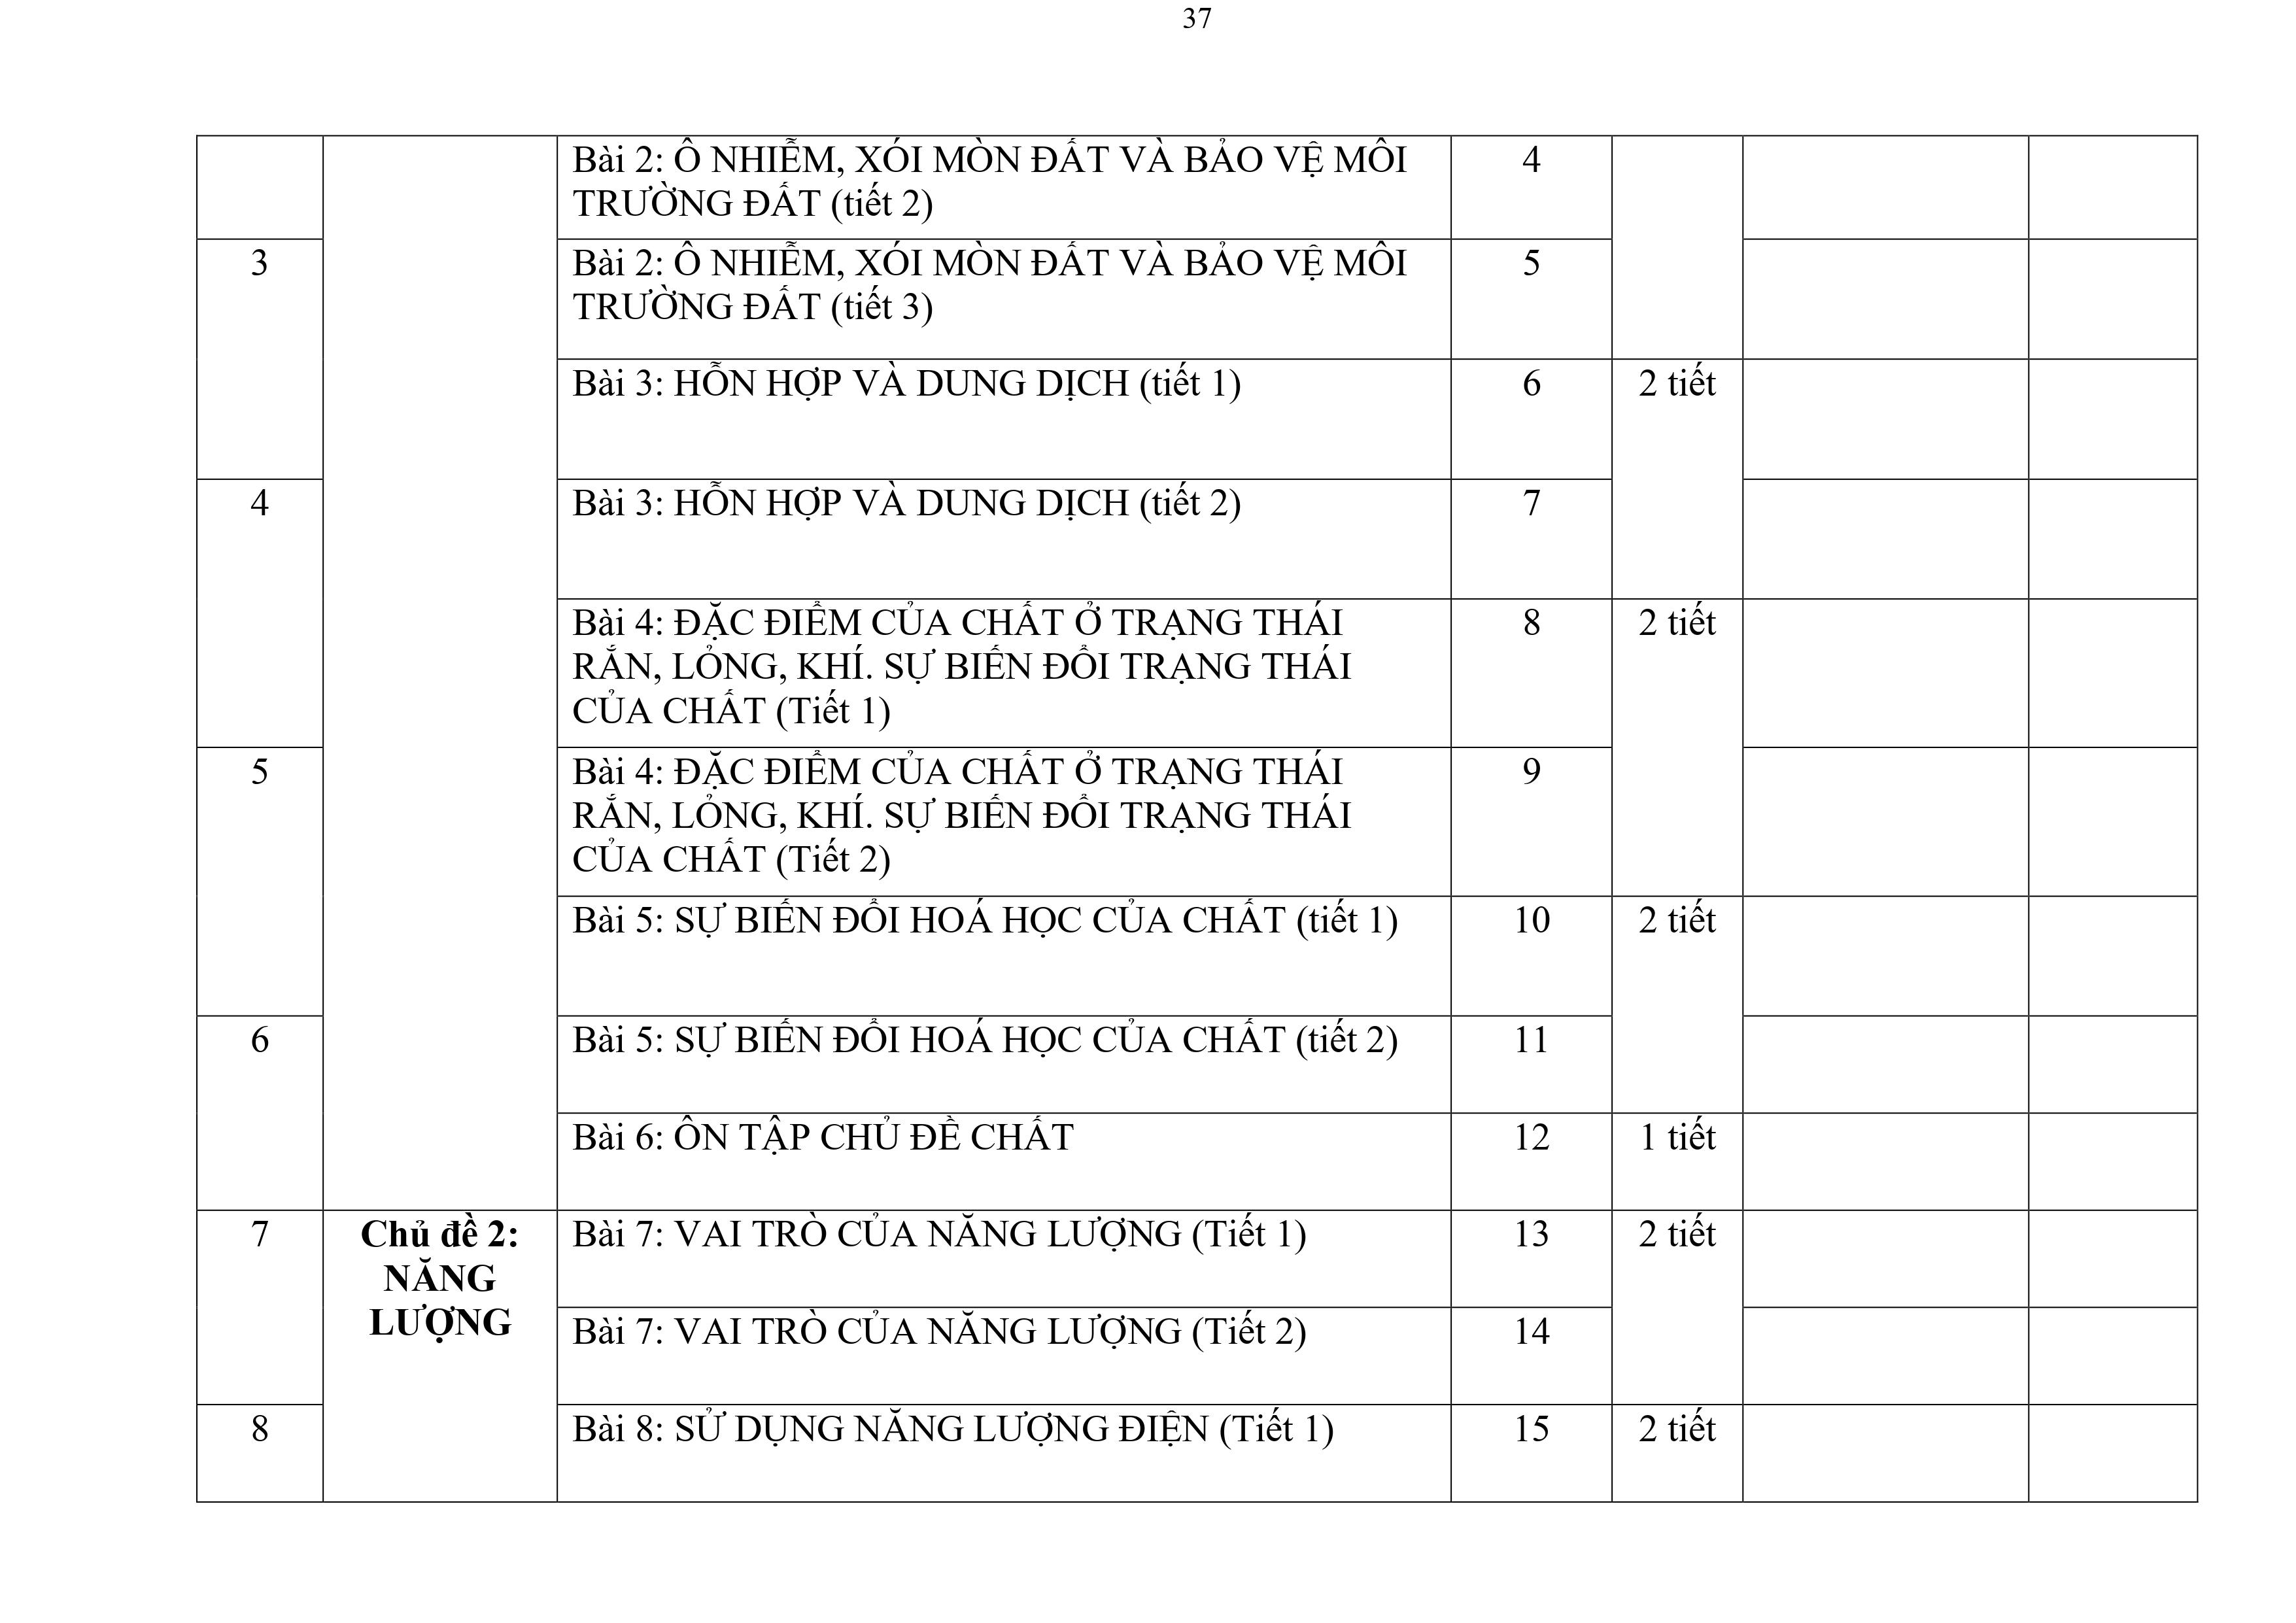 37
Bài 2: Ô NHIỄM, XÓI MÒN ĐẤT VÀ BẢO VỆ MÔI 4
TRƯỜNG ĐẤT (tiết 2)
3 Bài 2: Ô NHIỄM, XÓI MÒN ĐẤT VÀ BẢO VỆ MÔI 5
TRƯỜNG ĐẤT (tiết 3)
Bài 3: HỖN HỢP VÀ DUNG DỊCH (tiết 1) 6 2 tiết
4 Bài 3: HỖN HỢP VÀ DUNG DỊCH (tiết 2) 7
Bài 4: ĐẶC ĐIỂM CỦA CHẤT Ở TRẠNG THÁI 8 2 tiết
RẮN, LỎNG, KHÍ. SỰ BIẾN ĐỔI TRẠNG THÁI
CỦA CHẤT (Tiết 1)
5 Bài 4: ĐẶC ĐIỂM CỦA CHẤT Ở TRẠNG THÁI 9
RẮN, LỎNG, KHÍ. SỰ BIẾN ĐỔI TRẠNG THÁI
CỦA CHẤT (Tiết 2)
Bài 5: SỰ BIẾN ĐỔI HOÁ HỌC CỦA CHẤT (tiết 1) 10 2 tiết
6 Bài 5: SỰ BIẾN ĐỔI HOÁ HỌC CỦA CHẤT (tiết 2) 11
Bài 6: ÔN TẬP CHỦ ĐỀ CHẤT 12 1 tiết
7 Chủ đề 2: Bài 7: VAI TRÒ CỦA NĂNG LƯỢNG (Tiết 1) 13 2 tiết
NĂNG
LƯỢNG Bài 7: VAI TRÒ CỦA NĂNG LƯỢNG (Tiết 2) 14
8 Bài 8: SỬ DỤNG NĂNG LƯỢNG ĐIỆN (Tiết 1) 15 2 tiết